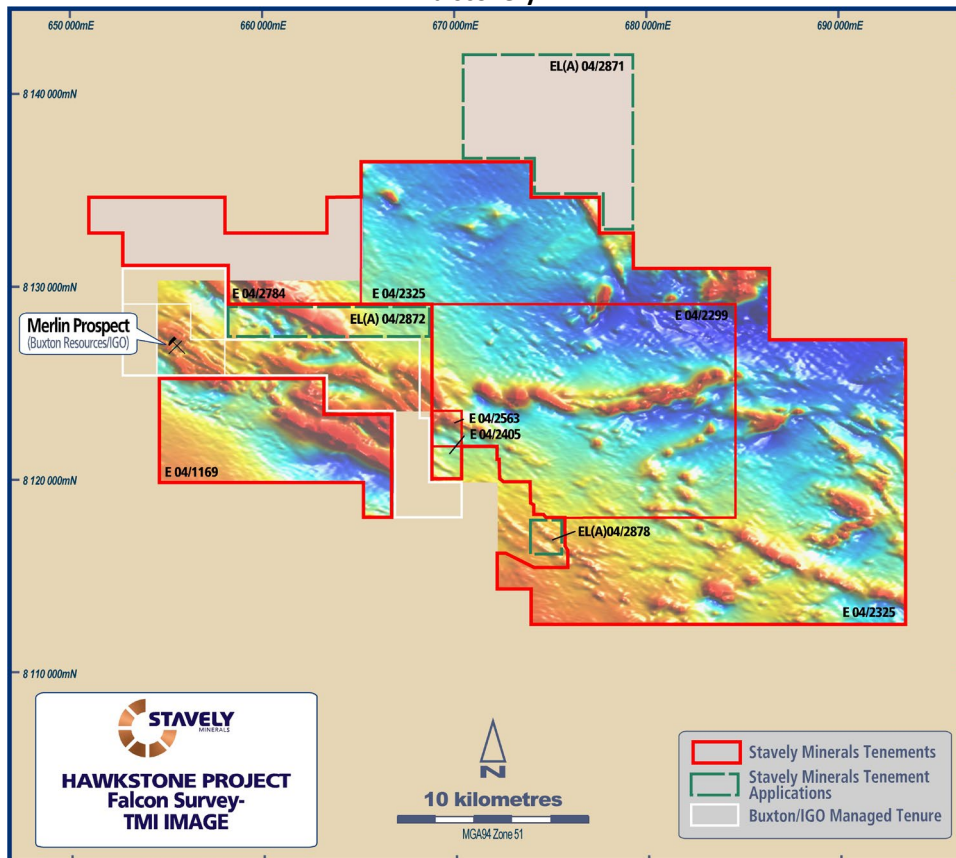 650 000mE
660 000mE
670 000mE
680 000mE
690 000mE
8 140 000mN
EL(A) 04/2871
8 130 000mN
E 04/2784
E 04/2325
EL(A) 04/2872
E 04/2299
Merlin Prospect
(Buxton Resources/IGO)
E 04/2563
E 04/2405
E 04/1169
8 120 000mN
EL(A)04/2878
E 04/2325
8 110 000mN
STAVELY
MINERALS
HAWKSTONE PROJECT
Falcon Survey-
TMI IMAGE
N
10 kilometres
MGA94 Zone 51
Stavely Minerals Tenements
Stavely Minerals Tenement
Applications
Buxton/IGO Managed Tenure